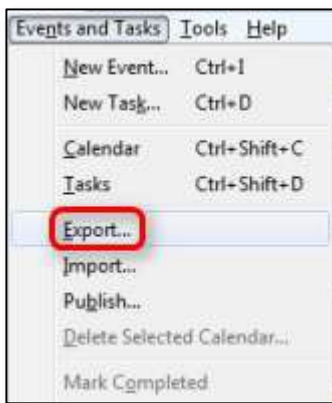 Events and Tasks Tools Help
New Event... Ctrl+I
New Task... Ctrl+D
Calendar Ctrl+Shift+C
Tasks Ctrl+Shift+D
Export...
Import...
Publish...
Delete Selected Calendar...
Mark Completed